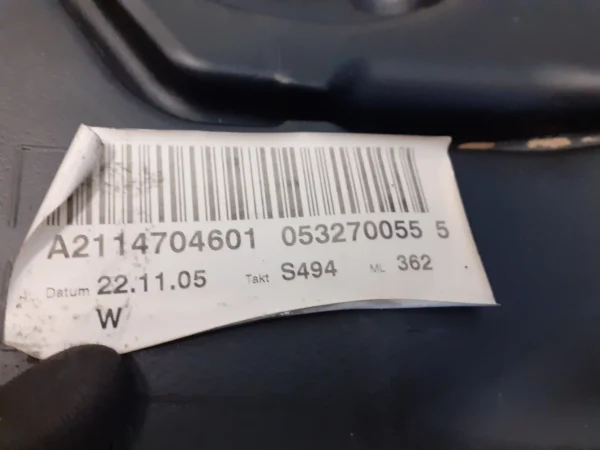 A2114704601 053270055 5
Datum 22.11.05 Takt S494 ML 362
W